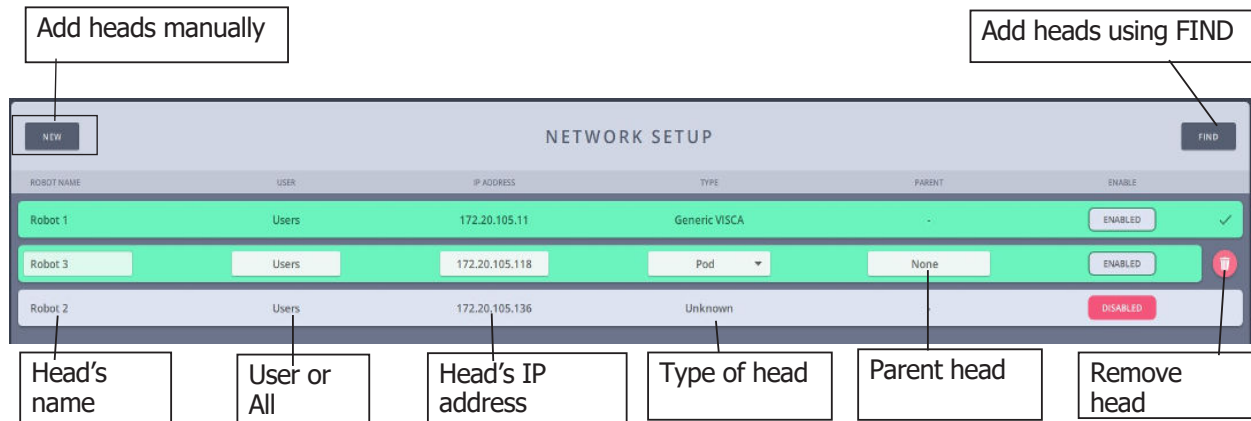 Add heads manually
Add heads using FIND
NEW
NETWORK SETUP
FIND
ROBOT NAME USER IP ADDRESS TYPE PARENT ENABLE
Robot 1 Users 172.20.105.11 Generic VISCA - ENABLED
Robot 3 Users 172.20.105.118 Pod None ENABLED
Robot 2 Users 172.20.105.136 Unknown - DISABLED
Head's
name
User or
All
Head's IP
address
Type of head
Parent head
Remove
head